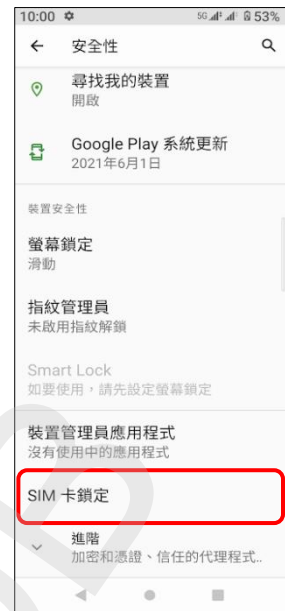 10:00 5G 53%
安全性
尋找我的裝置
開啟
Google Play 系統更新
2021年6月1日
裝置安全性
螢幕鎖定
滑動
指紋管理員
未啟用指紋解鎖
Smart Lock
如要使用，請先設定螢幕鎖定
裝置管理員應用程式
沒有使用中的應用程式
SIM 卡鎖定
進階
加密和憑證、信任的代理程式..